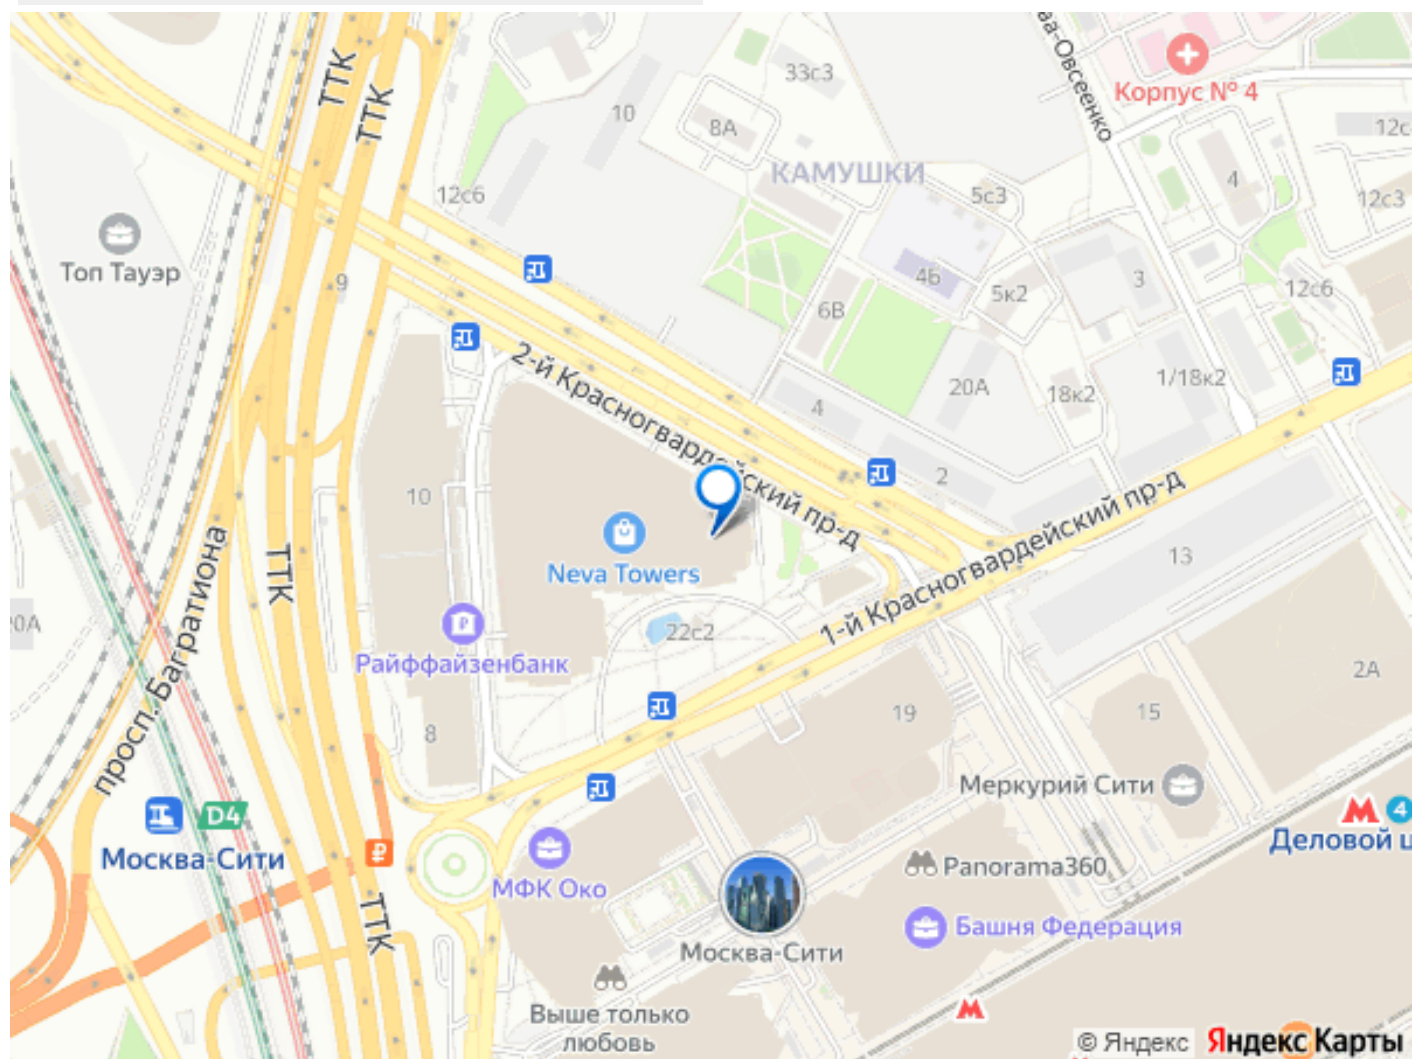 ТТК
ТТК
33с3
10
8А
КАМУШКИ
Корпус № 4
12с6
5с3
4
12с3
Топ Тауэр
9
4Б
5к2
3
12с6
6В
2-й Красногвардейский пр-д
20А
18к2
1/18к2
4
2
10
Neva Towers
1-й Красногвардейский пр-д
13
ТТК
просп. Багратиона
22с2
Райффайзенбанк
2А
19
15
8
Меркурий Сити
D4
4
Москва-Сити
₽
МФК Око
Panorama360
Башня Федерация
ТТК
Москва-Сити
Выше только
любовь
© Яндекс Яндекс Карты